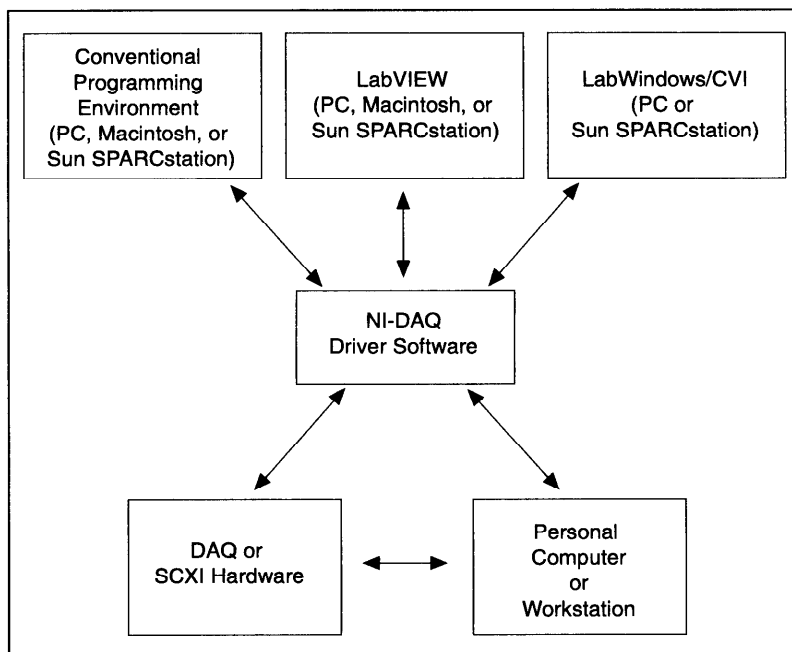 Conventional
Programming
Environment
(PC, Macintosh, or
Sun SPARCstation)
LabVIEW
(PC, Macintosh, or
Sun SPARCstation)
LabWindows/CVI
(PC or
Sun SPARCstation)
NI-DAQ
Driver Software
DAQ or
SCXI Hardware
Personal
Computer
or
Workstation